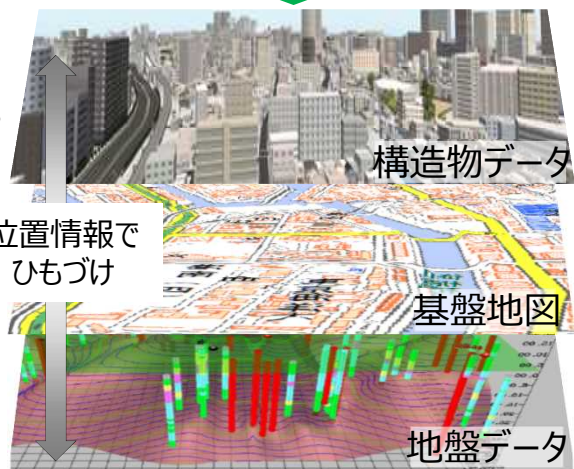 構造物データ
位置情報で
ひもづけ
基盤地図
地盤データ